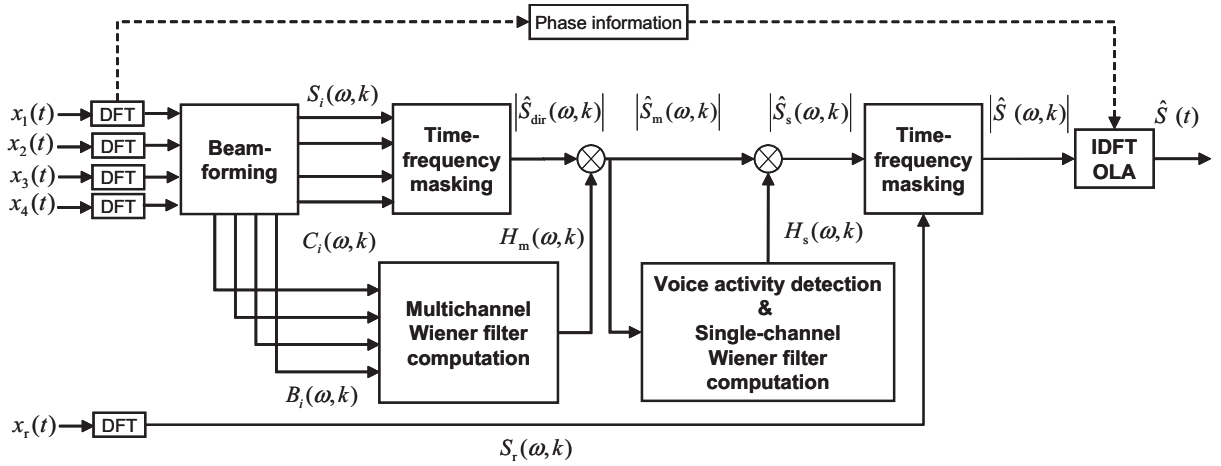 Phase information
x₁(t)
DFT
x₂(t)
DFT
x₃(t)
DFT
x₄(t)
DFT
Beam-
forming
Sᵢ(ω,k)
Time-
frequency
masking
|Ŝ_dir(ω,k)|
|Ŝ_m(ω,k)|
|Ŝ_s(ω,k)|
Time-
frequency
masking
|Ŝ (ω,k)|
IDFT
OLA
Ŝ (t)
Cᵢ(ω,k)
H_m(ω,k)
H_s(ω,k)
Multichannel
Wiener filter
computation
Voice activity detection
&
Single-channel
Wiener filter
computation
Bᵢ(ω,k)
x_r(t)
DFT
S_r(ω,k)